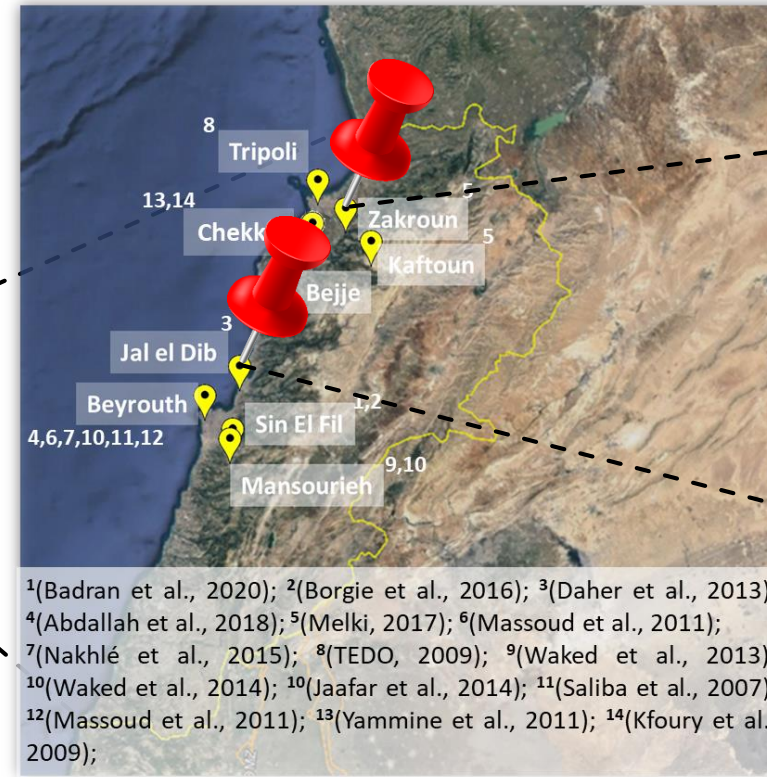 8
Tripoli
13,14
5
Zakroun
Chekk
5
Kaftoun
Bejje
3
Jal el Dib
1,2
Beyrouth
Sin El Fil
4,6,7,10,11,12
9,10
Mansourieh
¹(Badran et al., 2020); ²(Borgie et al., 2016); ³(Daher et al., 2013)
⁴(Abdallah et al., 2018); ⁵(Melki, 2017); ⁶(Massoud et al., 2011);
⁷(Nakhlé et al., 2015); ⁸(TEDO, 2009); ⁹(Waked et al., 2013)
¹⁰(Waked et al., 2014); ¹⁰(Jaafar et al., 2014); ¹¹(Saliba et al., 2007)
¹²(Massoud et al., 2011); ¹³(Yammine et al., 2011); ¹⁴(Kfoury et al.
2009);